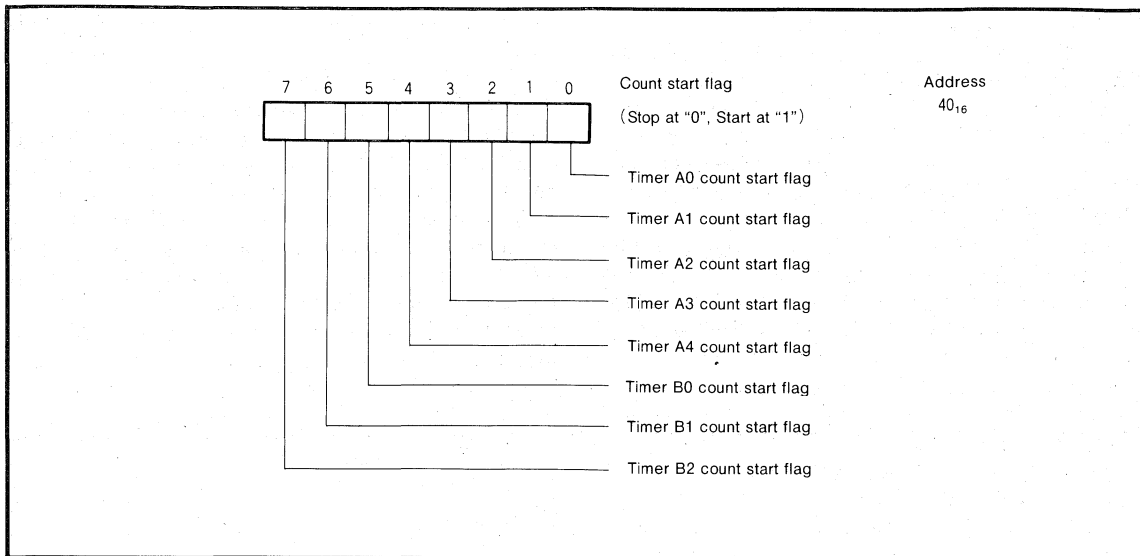 7 6 5 4 3 2 1 0
Count start flag
Address
(Stop at “0”, Start at “1”)
40₁₆
Timer A0 count start flag
Timer A1 count start flag
Timer A2 count start flag
Timer A3 count start flag
Timer A4 count start flag
Timer B0 count start flag
Timer B1 count start flag
Timer B2 count start flag